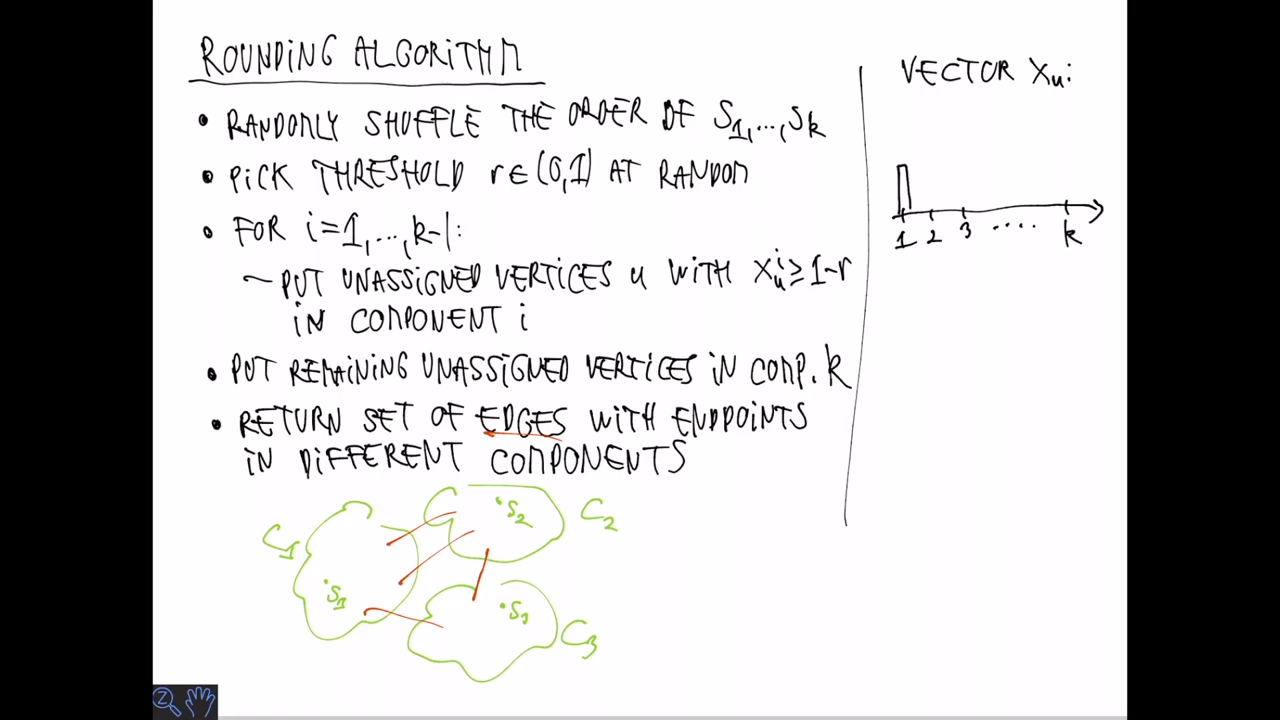 ROUNDING ALGORITHM
• RANDOMLY SHUFFLE THE ORDER OF S1,...,Sk
• PICK THRESHOLD r∈(0,1) AT RANDOM
• FOR i=1,...,k-1:
~ PUT UNASSIGNED VERTICES u WITH Xu^i ≥ 1-r
IN COMPONENT i
• PUT REMAINING UNASSIGNED VERTICES IN COMP. k
• RETURN SET OF EDGES WITH ENDPOINTS
IN DIFFERENT COMPONENTS
C1
S1
S2
C2
S1
C3
VECTOR Xu^i
1 2 3 .... k
Z